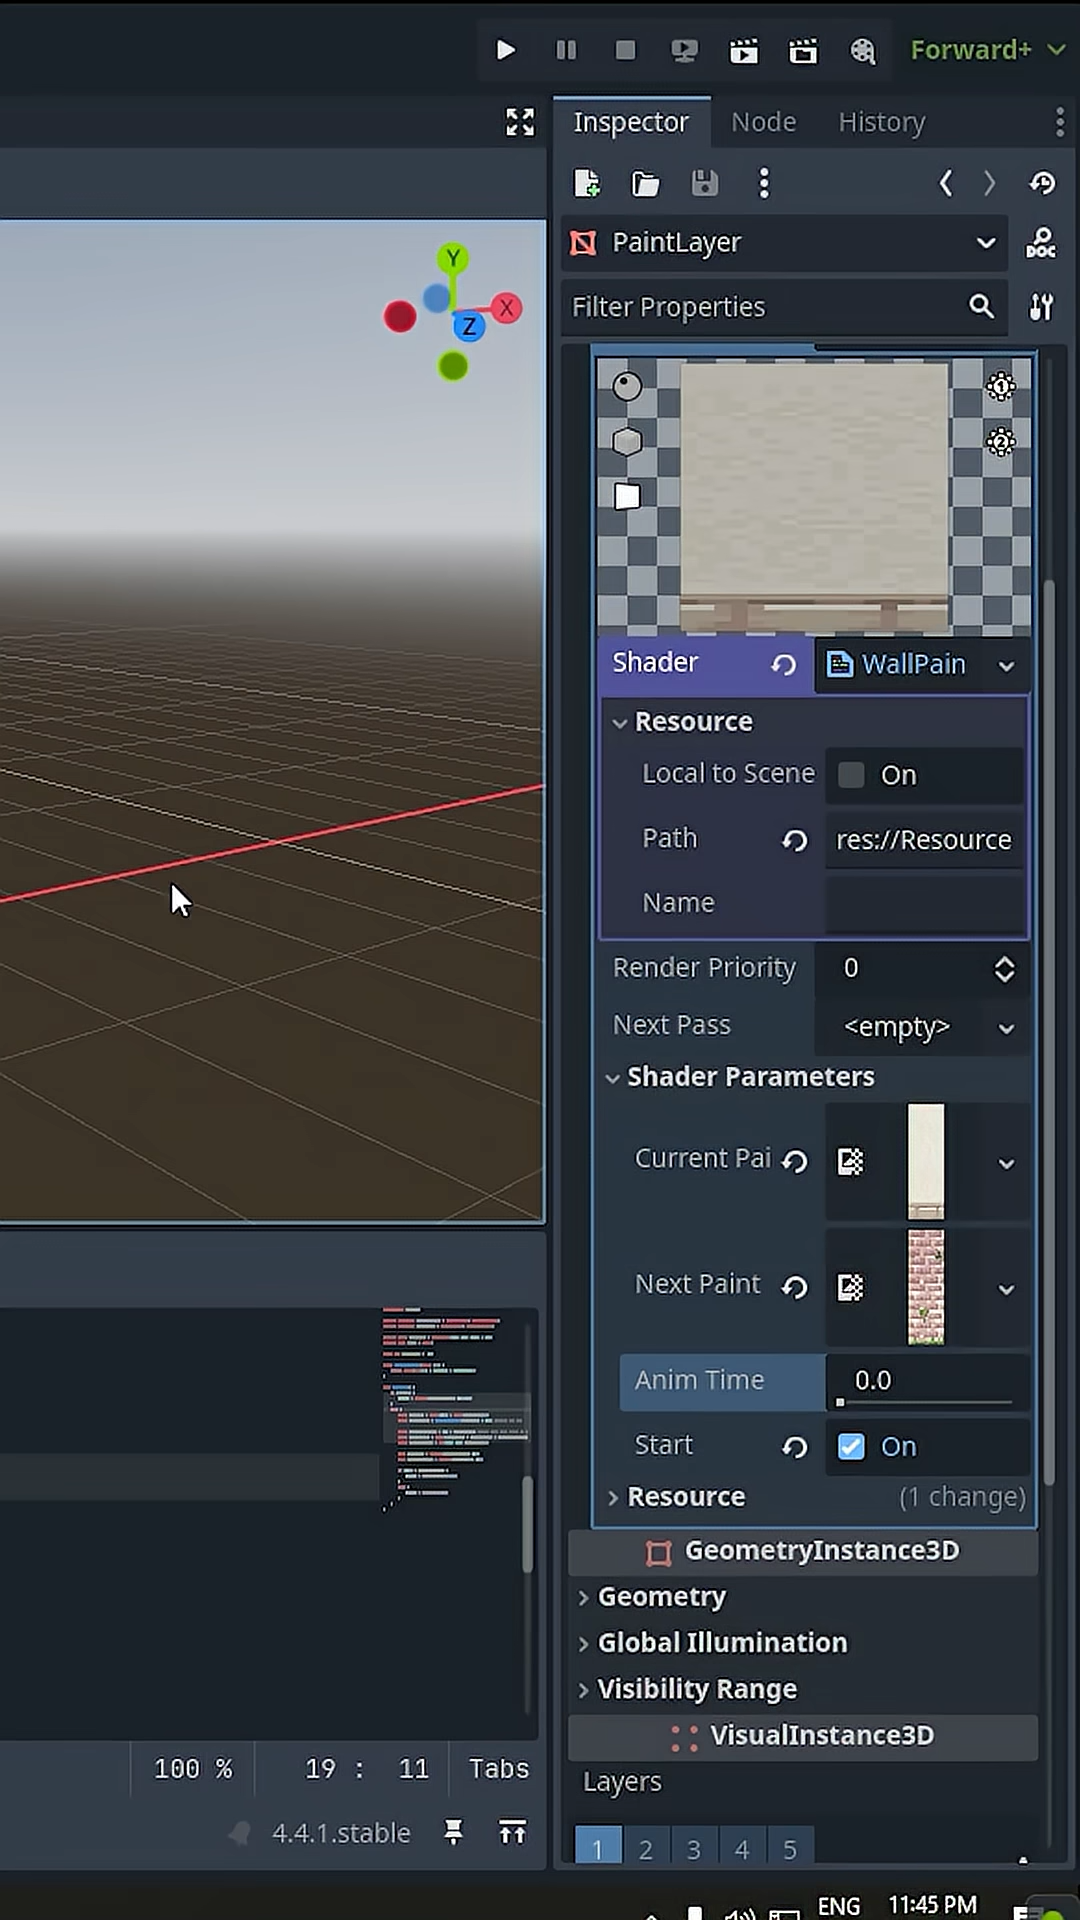 Forward+
Inspector Node History
PaintLayer
DOC
Filter Properties
Y
X
Z
1
2
Shader WallPain
Resource
Local to Scene On
Path res://Resource
Name
Render Priority 0
Next Pass <empty>
Shader Parameters
Current Pai
Next Paint
Anim Time 0.0
Start On
Resource (1 change)
GeometryInstance3D
Geometry
Global Illumination
Visibility Range
VisualInstance3D
Layers
1 2 3 4 5
100 % 19 : 11 Tabs
4.4.1.stable
ENG 11:45 PM